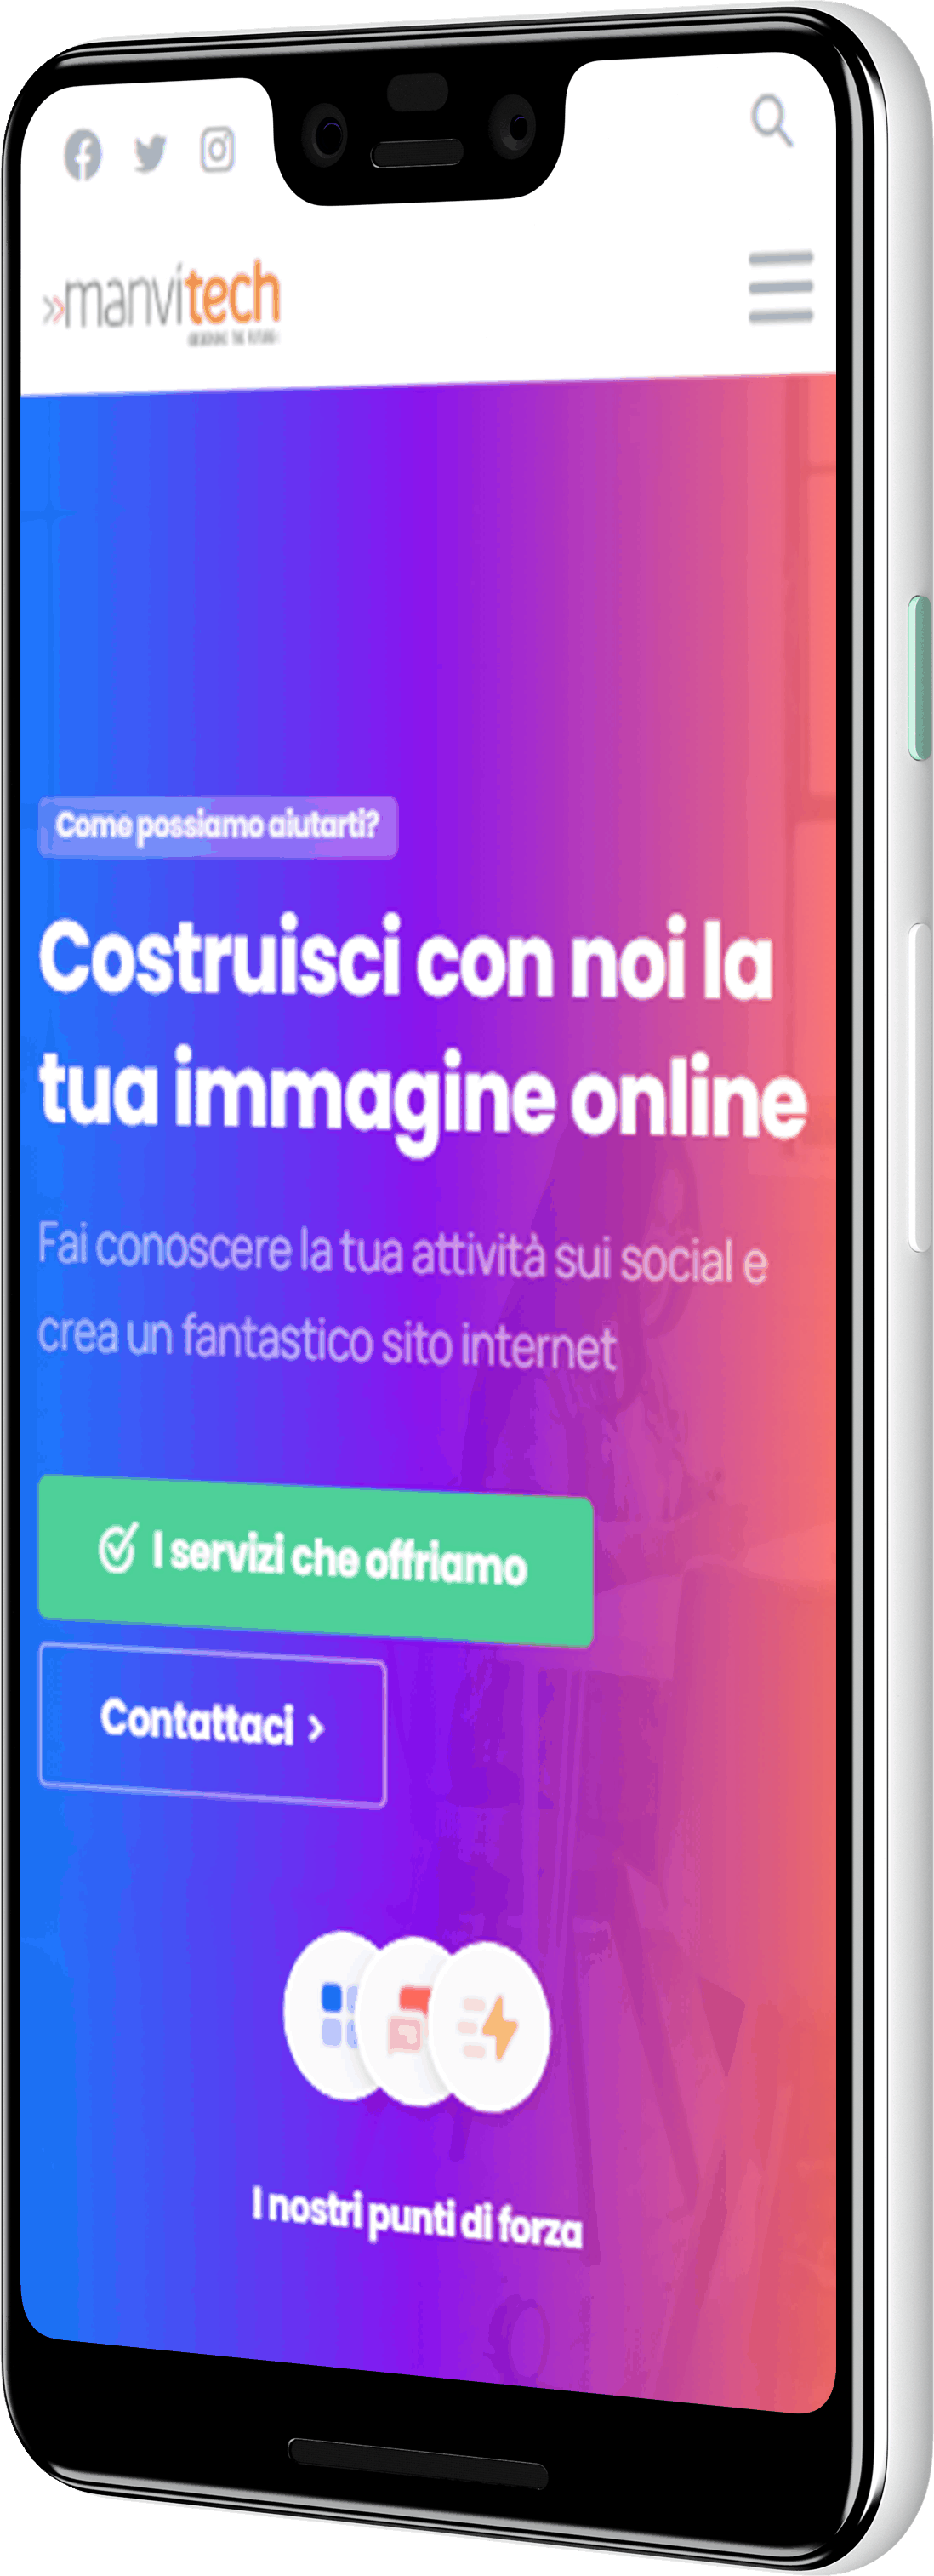 »manvitech
Come possiamo aiutarti?
Costruisci con noi la
tua immagine online
Fai conoscere la tua attività sui social e
crea un fantastico sito internet
I servizi che offriamo
Contattaci >
I nostri punti di forza